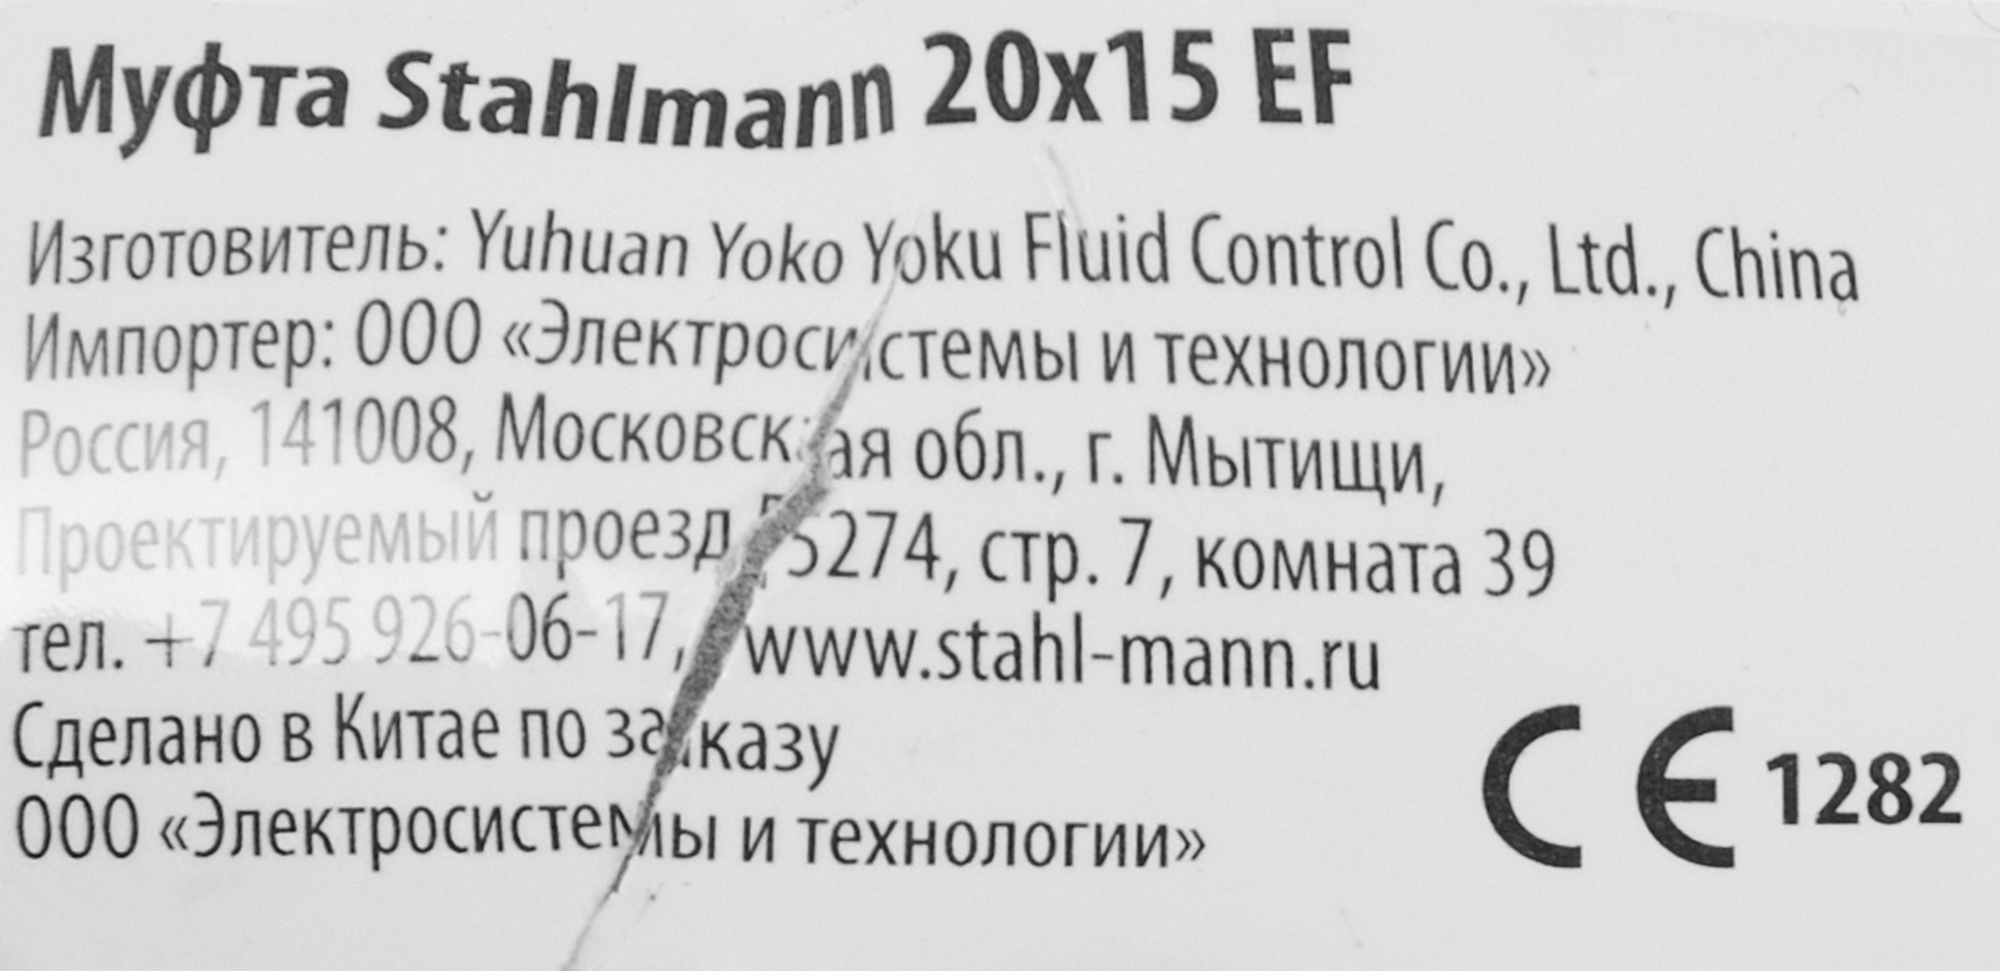 Муфта Stahlmann 20x15 EF
Изготовитель: Yuhuan Yoko Yoku Fluid Control Co., Ltd., China
Импортер: ООО «Электросистемы и технологии»
Россия, 141008, Московская обл., г. Мытищи,
Проектируемый проезд 5274, стр. 7, комната 39
тел. +7 495 926-06-17, www.stahl-mann.ru
Сделано в Китае по заказу
ООО «Электросистемы и технологии»
CE 1282